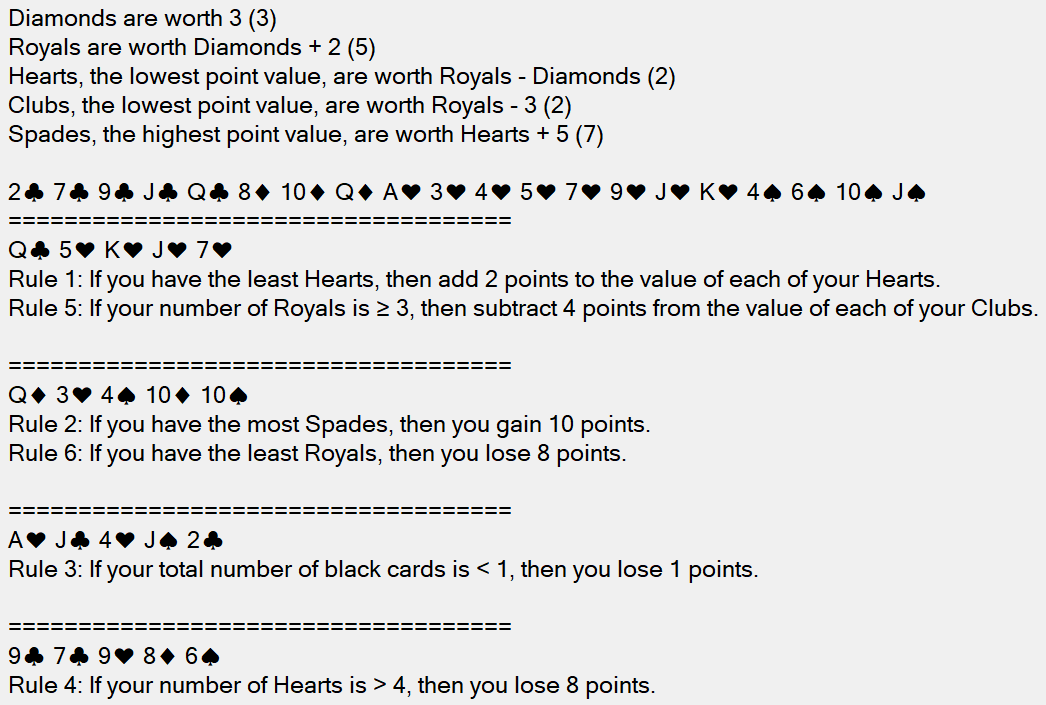 Diamonds are worth 3 (3)
Royals are worth Diamonds + 2 (5)
Hearts, the lowest point value, are worth Royals - Diamonds (2)
Clubs, the lowest point value, are worth Royals - 3 (2)
Spades, the highest point value, are worth Hearts + 5 (7)
2♣ 7♣ 9♣ J♣ Q♣ 8♦ 10♦ Q♦ A♥ 3♥ 4♥ 5♥ 7♥ 9♥ J♥ K♥ 4♠ 6♠ 10♠ J♠
====================================
Q♣ 5♥ K♥ J♥ 7♥
Rule 1: If you have the least Hearts, then add 2 points to the value of each of your Hearts.
Rule 5: If your number of Royals is ≥ 3, then subtract 4 points from the value of each of your Clubs.
====================================
Q♦ 3♥ 4♠ 10♦ 10♠
Rule 2: If you have the most Spades, then you gain 10 points.
Rule 6: If you have the least Royals, then you lose 8 points.
====================================
A♥ J♣ 4♥ J♠ 2♣
Rule 3: If your total number of black cards is < 1, then you lose 1 points.
====================================
9♣ 7♣ 9♥ 8♦ 6♠
Rule 4: If your number of Hearts is > 4, then you lose 8 points.